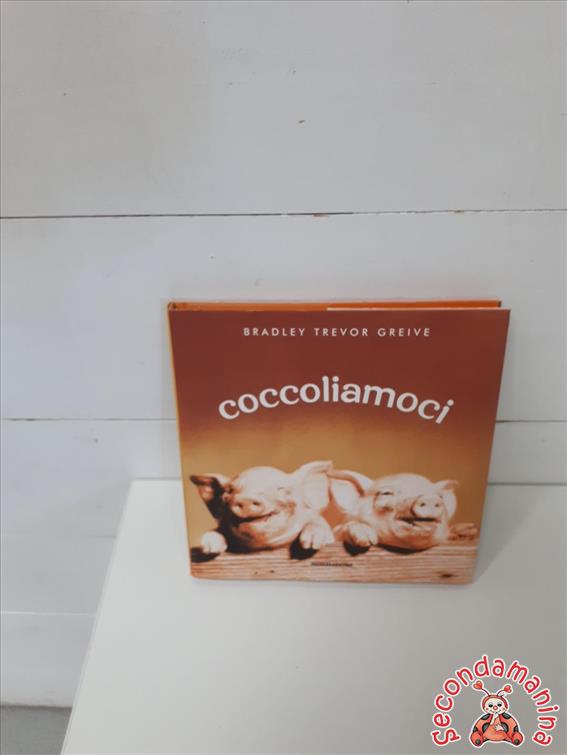 BRADLEY TREVOR GREIVE
coccoliamoci
Secondamanina